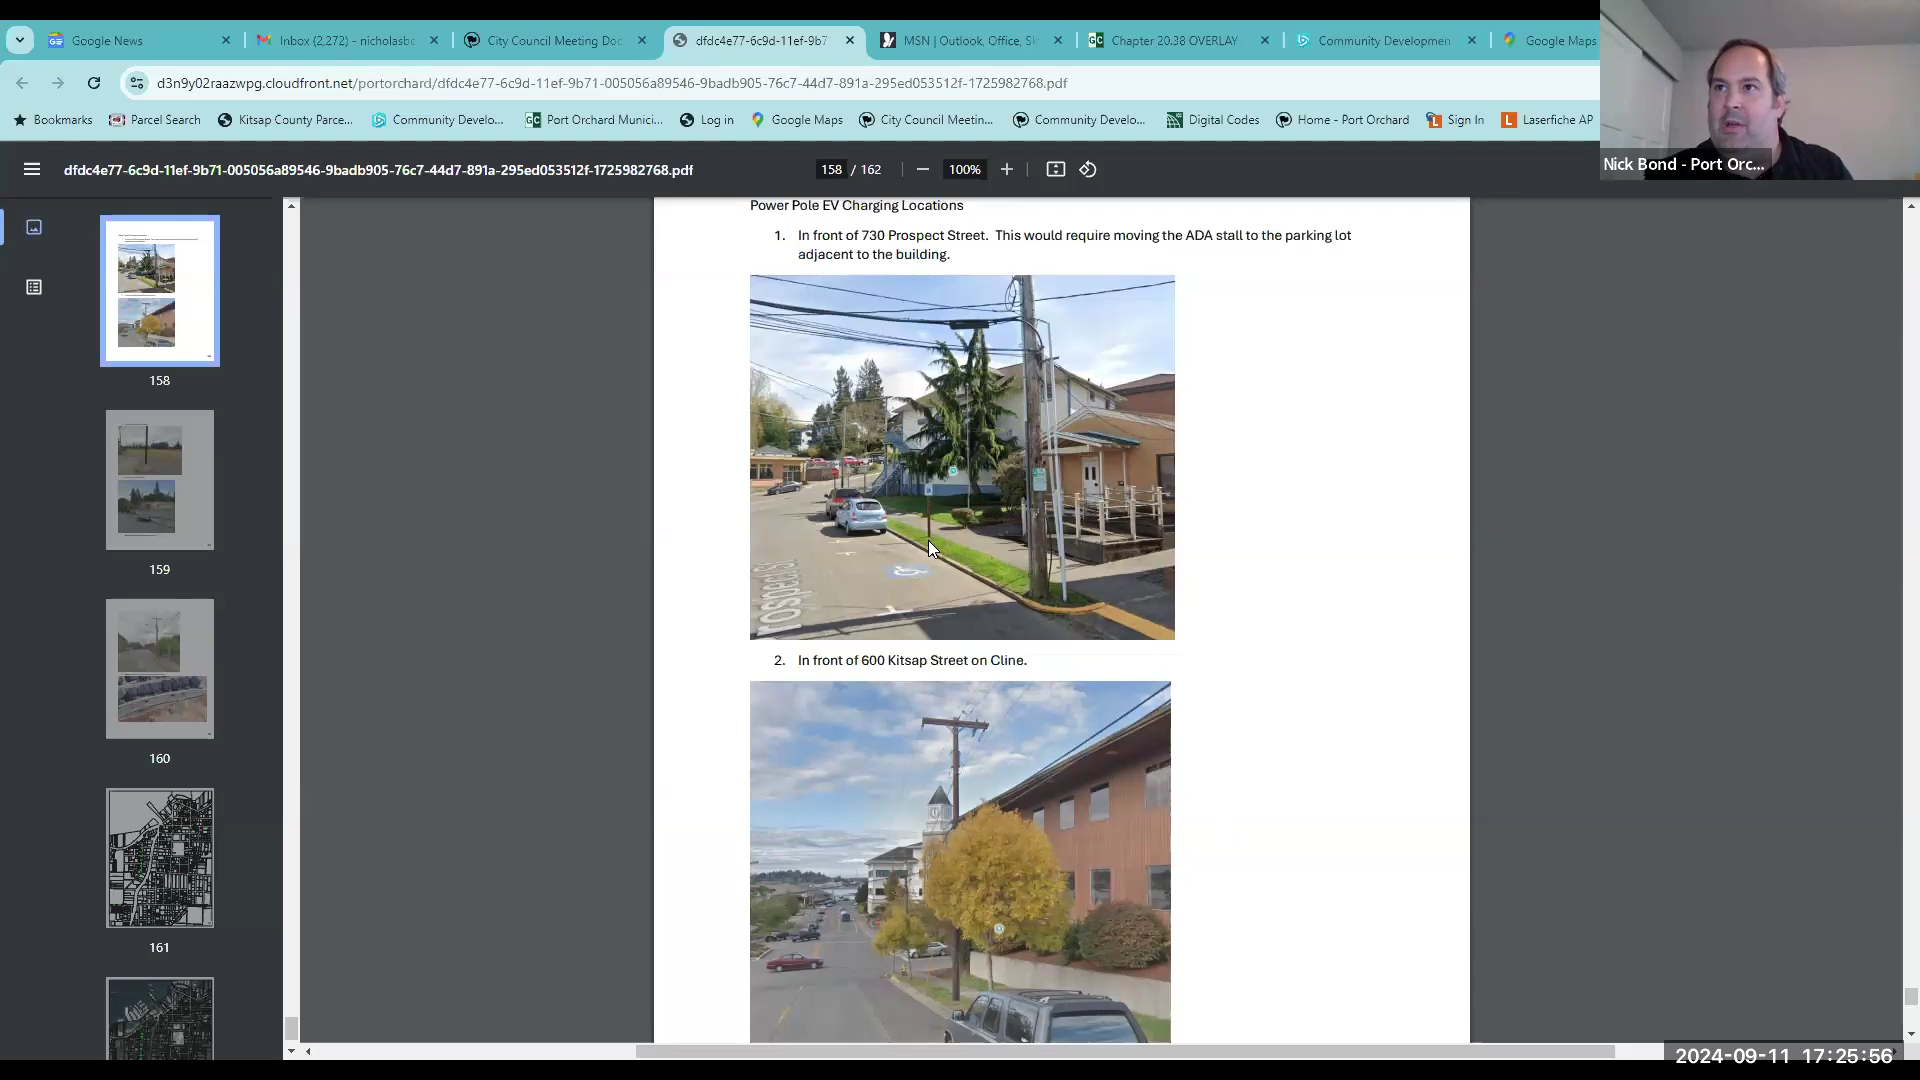 Google News
Inbox (2,272) - nicholasbo
City Council Meeting Doc
dfdc4e77-6c9d-11ef-9b7
MSN | Outlook, Office, Sk
Chapter 20.38 OVERLAY
Community Developmen
Google Maps
d3n9y02raazwpg.cloudfront.net/portorchard/dfdc4e77-6c9d-11ef-9b71-005056a89546-9badb905-76c7-44d7-891a-295ed053512f-1725982768.pdf
Bookmarks
Parcel Search
Kitsap County Parce...
Community Develo...
Port Orchard Munici...
Log in
Google Maps
City Council Meetin...
Community Develo...
Digital Codes
Home - Port Orchard
Sign In
Laserfiche AP
Nick Bond - Port Orc...
dfdc4e77-6c9d-11ef-9b71-005056a89546-9badb905-76c7-44d7-891a-295ed053512f-1725982768.pdf
158 / 162
100%
Power Pole EV Charging Locations
1. In front of 730 Prospect Street. This would require moving the ADA stall to the parking lot
adjacent to the building.
rospect St
2. In front of 600 Kitsap Street on Cline.
158
159
160
161
2024-09-11 17:25:56